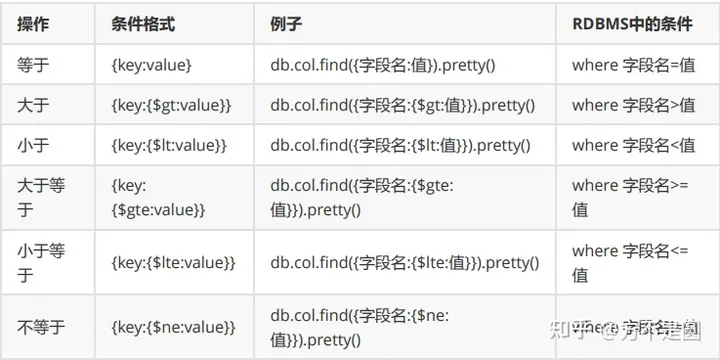 操作 条件格式 例子 RDBMS中的条件
等于 {key:value} db.col.find({字段名:值}).pretty() where 字段名=值
大于 {key:{$gt:value}} db.col.find({字段名:{$gt:值}}).pretty() where 字段名>值
小于 {key:{$lt:value}} db.col.find({字段名:{$lt:值}}).pretty() where 字段名<值
大于等
于
{key:
{$gte:value}}
db.col.find({字段名:{$gte:
值}}).pretty()
where 字段名>=
值
小于等
于
{key:{$lte:value}}
db.col.find({字段名:{$lte:值}}).pretty()
where 字段名<=
值
不等于
{key:{$ne:value}}
db.col.find({字段名:{$ne:
值}}).pretty()
where 字段名
知乎